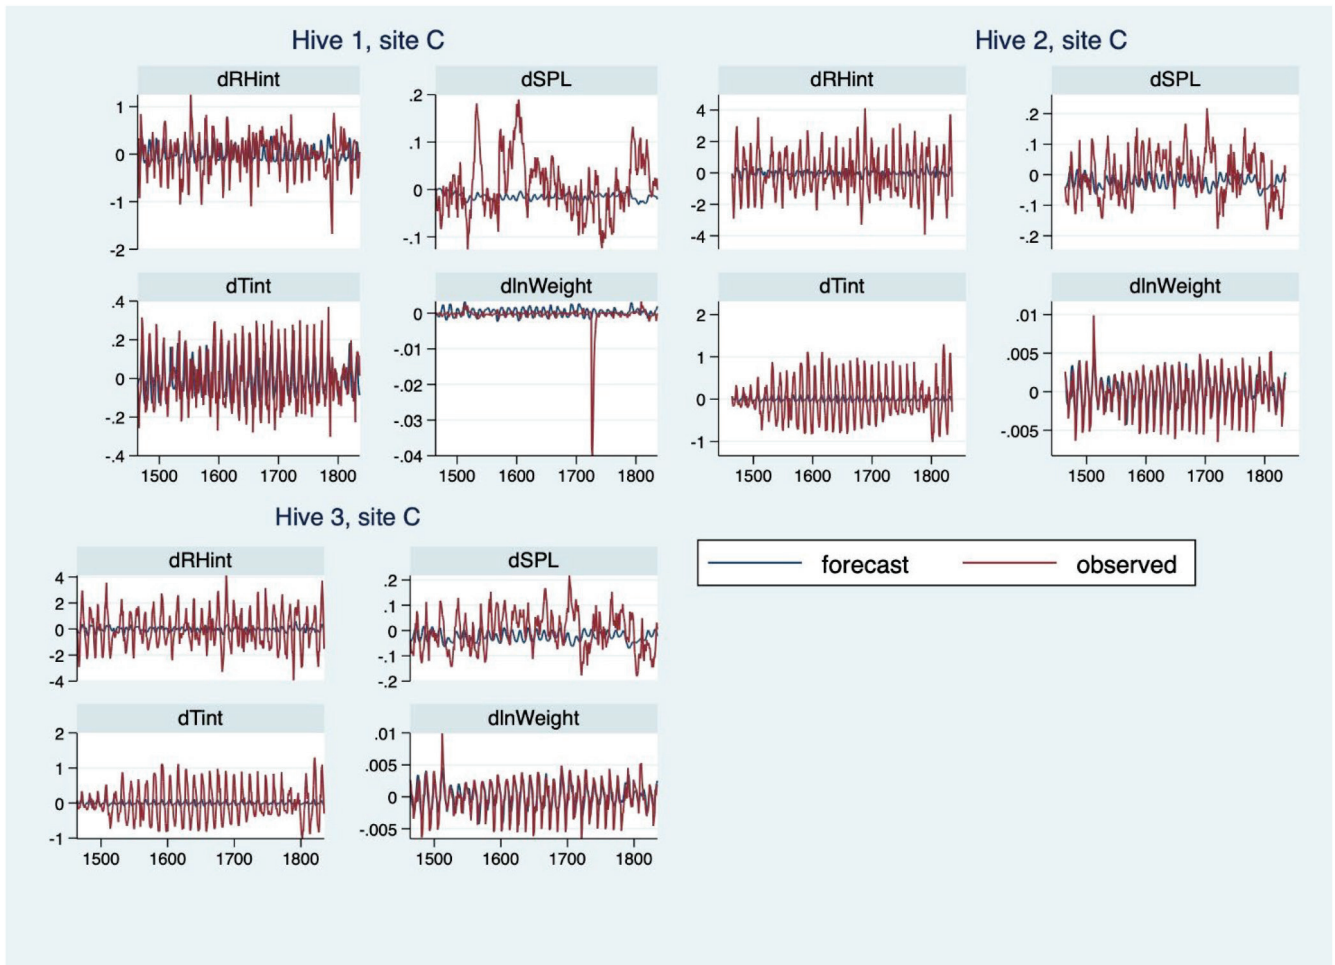 Hive 1, site C
dRHint
1
0
-1
-2
dSPL
.2
.1
0
-.1
dTint
.4
.2
0
-.2
-.4
1500 1600 1700 1800
dlnWeight
0
-.01
-.02
-.03
-.04
1500 1600 1700 1800
Hive 2, site C
dRHint
4
2
0
-2
-4
dSPL
.2
.1
0
-.1
-.2
dTint
2
1
0
-1
1500 1600 1700 1800
dlnWeight
.01
.005
0
-.005
1500 1600 1700 1800
Hive 3, site C
dRHint
4
2
0
-2
-4
dSPL
.2
.1
0
-.1
-.2
dTint
2
1
0
-1
1500 1600 1700 1800
dlnWeight
.01
.005
0
-.005
1500 1600 1700 1800
forecast observed